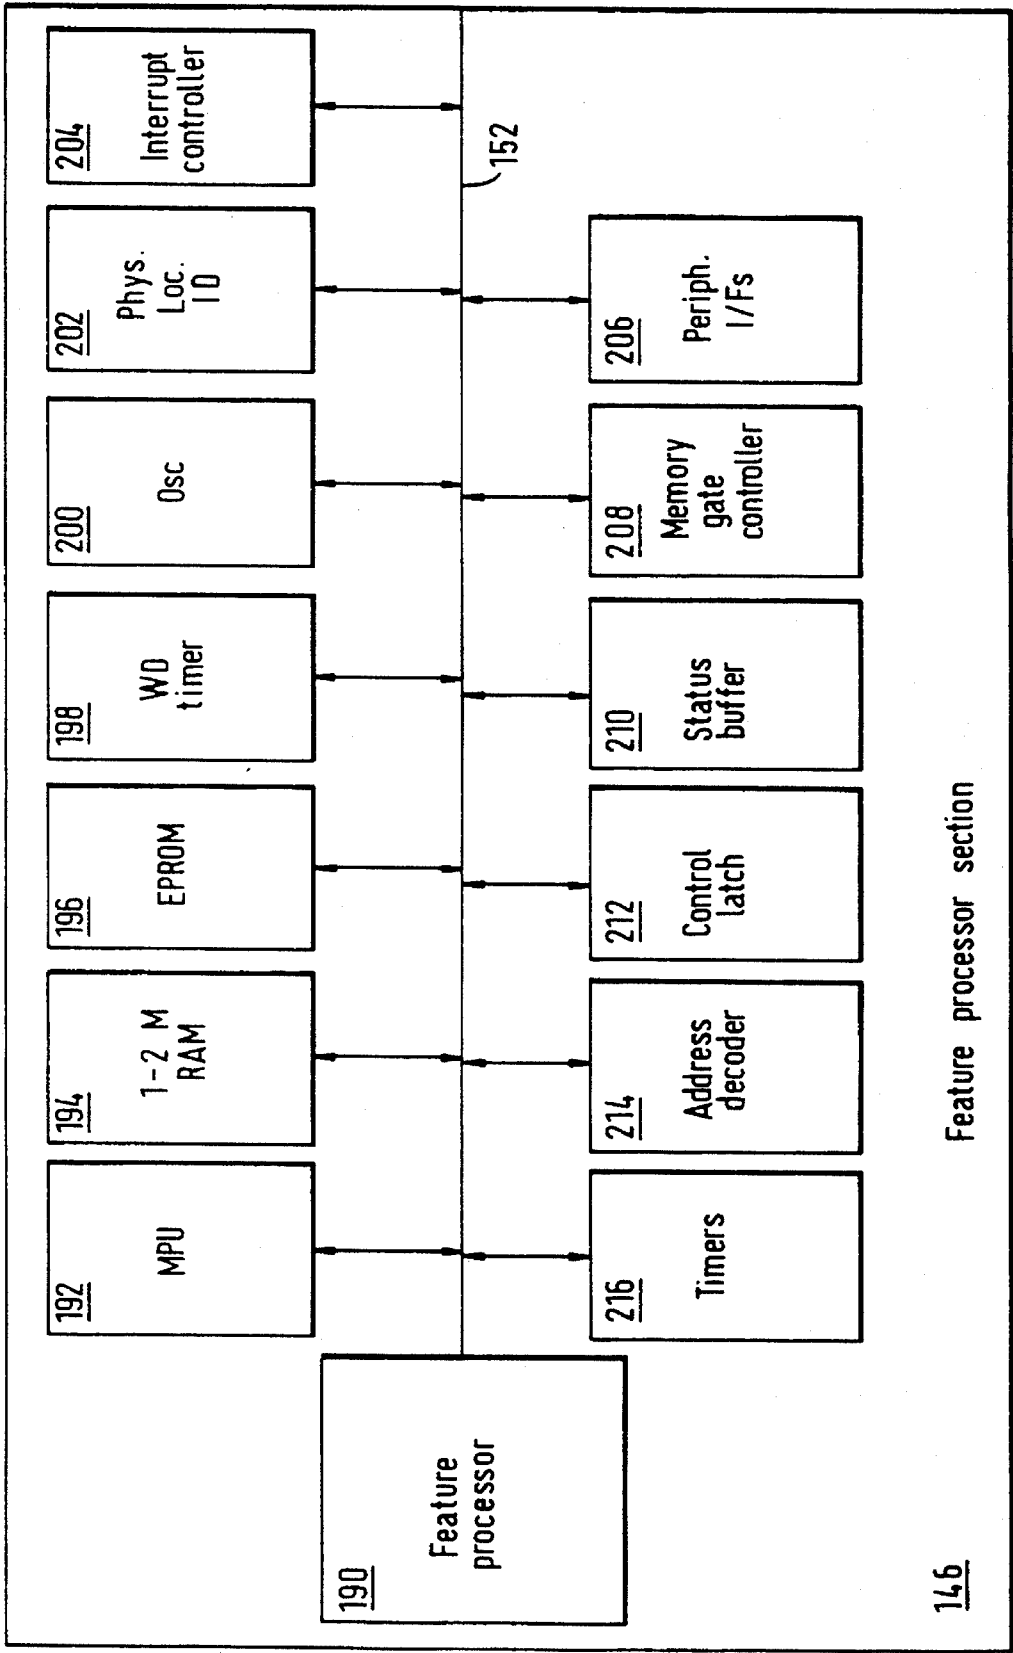 192
MPU
194
1-2 M
RAM
196
EPROM
198
WD
timer
200
Osc
202
Phys.
Loc.
ID
204
Interrupt
controller
190
Feature
processor
152
216
Timers
214
Address
decoder
212
Control
latch
210
Status
buffer
208
Memory
gate
controller
206
Periph.
I/Fs
146
Feature processor section